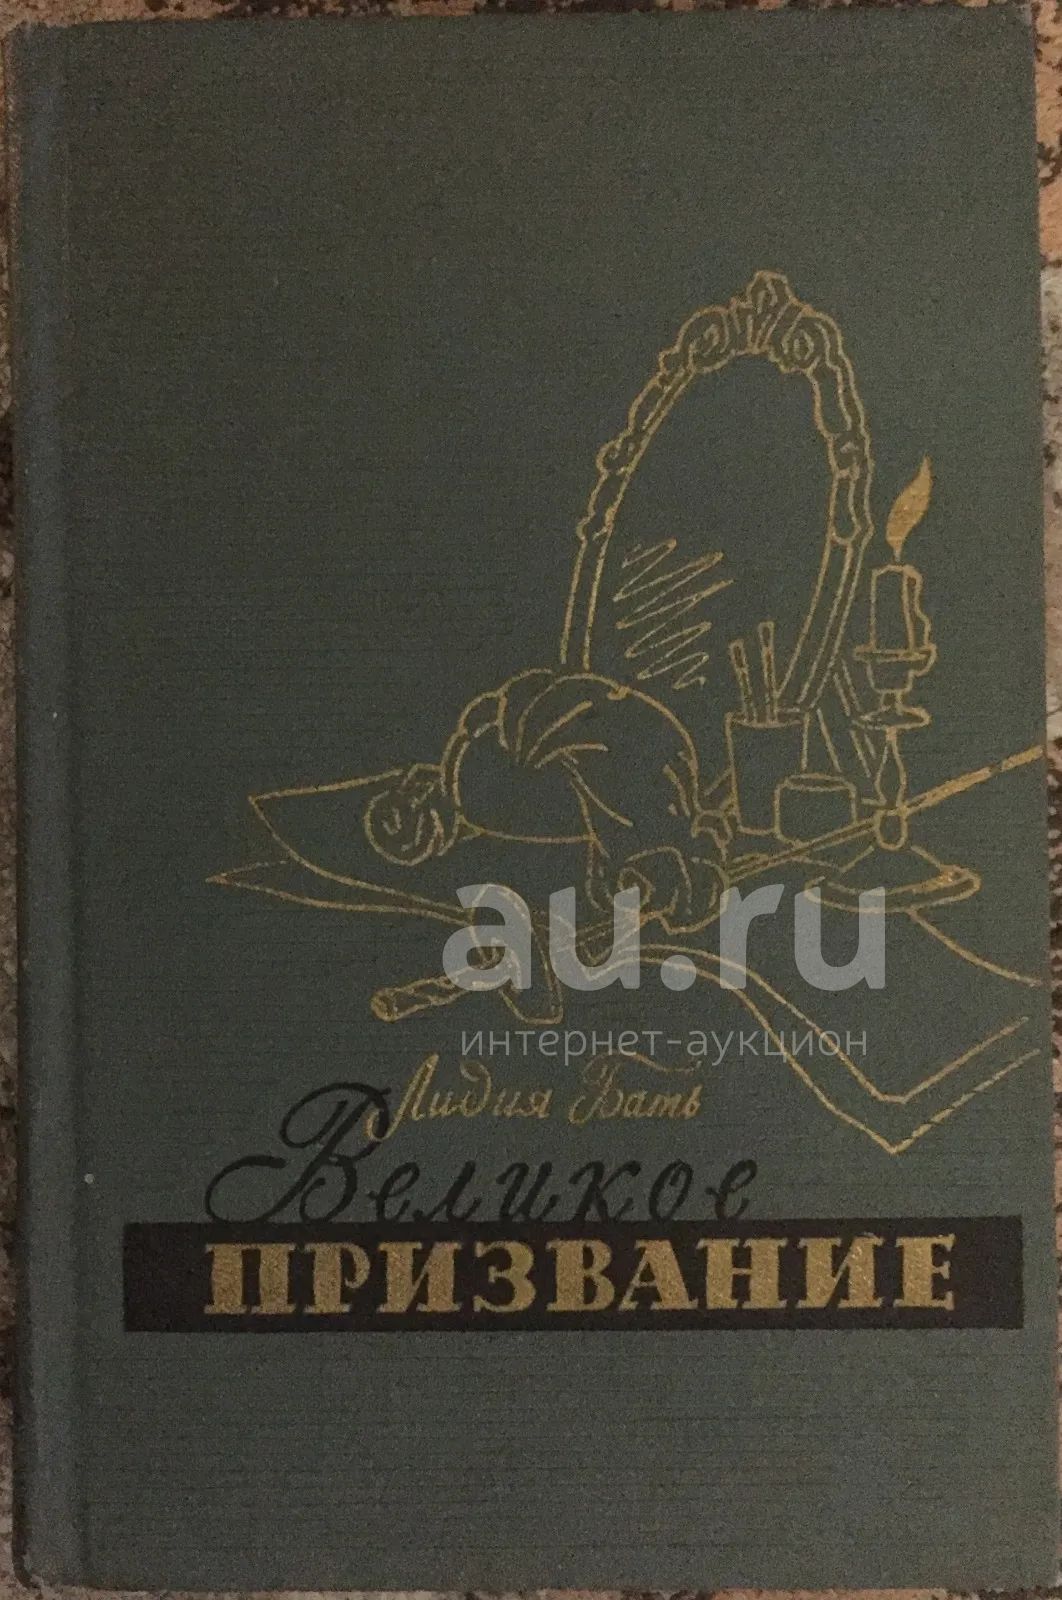 au.ru
интернет-аукцион
Лидия Бать
Великое
ПРИЗВАНИЕ